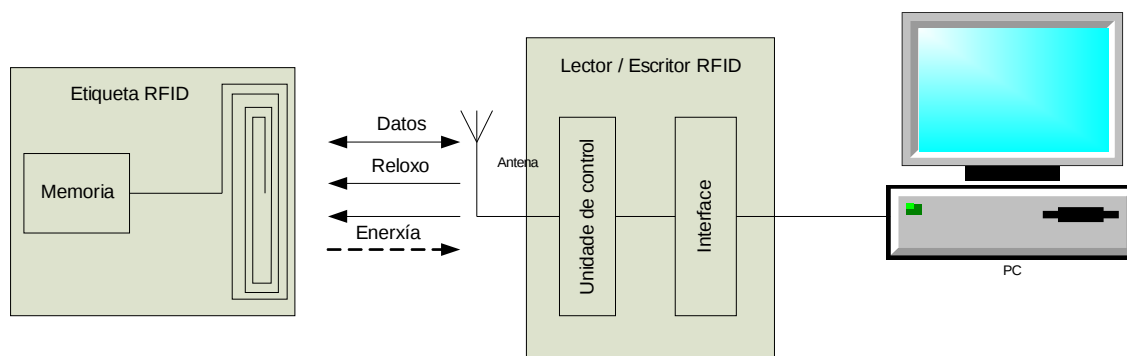 Etiqueta RFID
Memoria
Datos
Reloxo
Enerxía
Antena
Lector / Escritor RFID
Unidade de control
Interface
PC